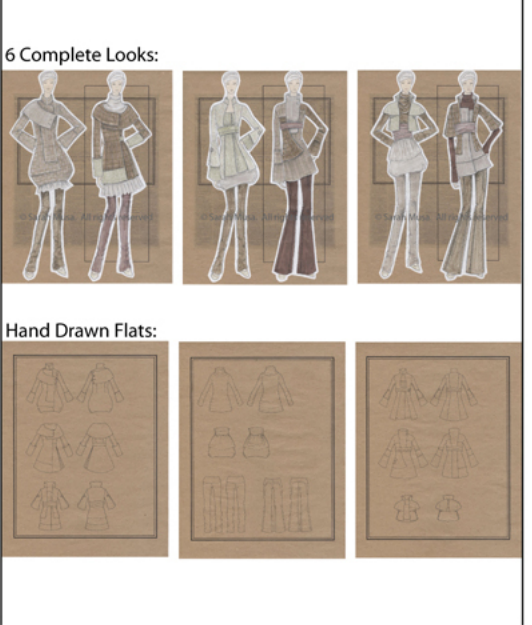 6 Complete Looks:
© Sarah Musa. All rights reserved
© Sarah Musa. All rights reserved
© Sarah Musa. All rights reserved
Hand Drawn Flats: